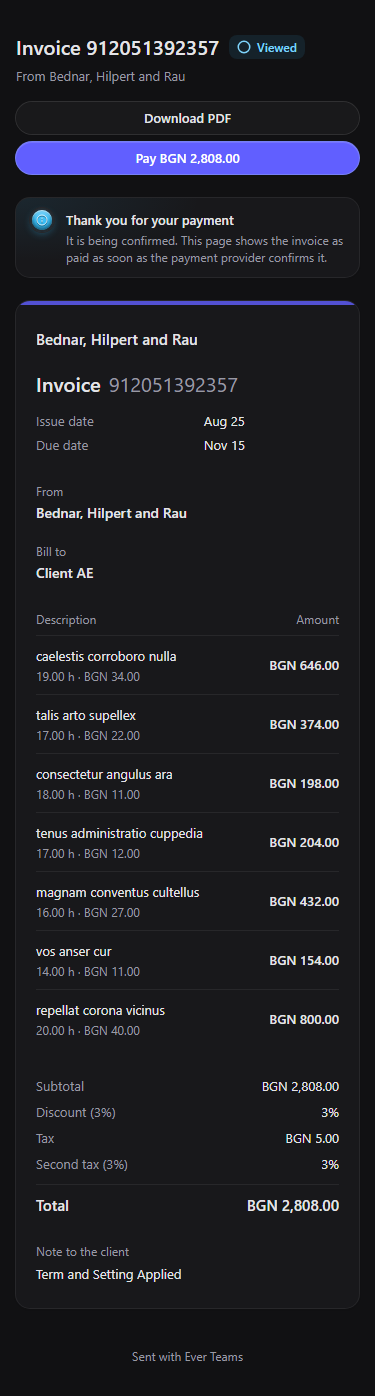 Invoice 912051392357 Viewed
From Bednar, Hilpert and Rau
Download PDF
Pay BGN 2,808.00
Thank you for your payment
It is being confirmed. This page shows the invoice as
paid as soon as the payment provider confirms it.
Bednar, Hilpert and Rau
Invoice 912051392357
Issue date Aug 25
Due date Nov 15
From
Bednar, Hilpert and Rau
Bill to
Client AE
Description Amount
caelestis corroboro nulla
19.00 h · BGN 34.00
BGN 646.00
talis arto supellex
17.00 h · BGN 22.00
BGN 374.00
consectetur angulus ara
18.00 h · BGN 11.00
BGN 198.00
tenus administratio cuppedia
17.00 h · BGN 12.00
BGN 204.00
magnam conventus cultellus
16.00 h · BGN 27.00
BGN 432.00
vos anser cur
14.00 h · BGN 11.00
BGN 154.00
repellat corona vicinus
20.00 h · BGN 40.00
BGN 800.00
Subtotal BGN 2,808.00
Discount (3%) 3%
Tax BGN 5.00
Second tax (3%) 3%
Total BGN 2,808.00
Note to the client
Term and Setting Applied
Sent with Ever Teams